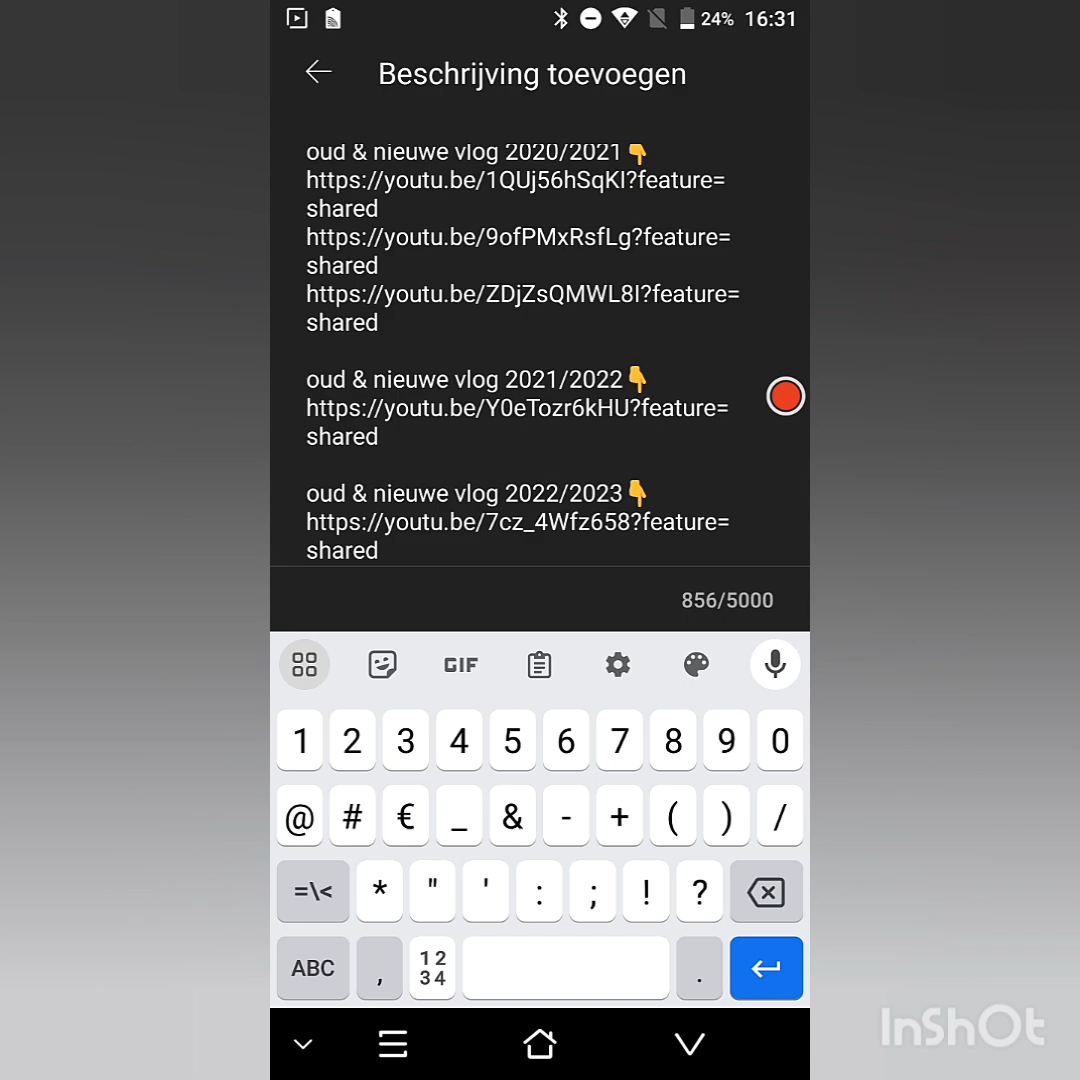 24% 16:31
Beschrijving toevoegen
oud & nieuwe vlog 2020/2021👇
https://youtu.be/1QUj56hSqKI?feature=
shared
https://youtu.be/9ofPMxRsfLg?feature=
shared
https://youtu.be/ZDjZsQMWL8I?feature=
shared
oud & nieuwe vlog 2021/2022👇
https://youtu.be/Y0eTozr6kHU?feature=
shared
oud & nieuwe vlog 2022/2023👇
https://youtu.be/7cz_4Wfz658?feature=
shared
856/5000
GIF
1 2 3 4 5 6 7 8 9 0
@ # € _ & - + ( ) /
=\< * " ' : ; ! ?
ABC , 12 34 .
InShOt